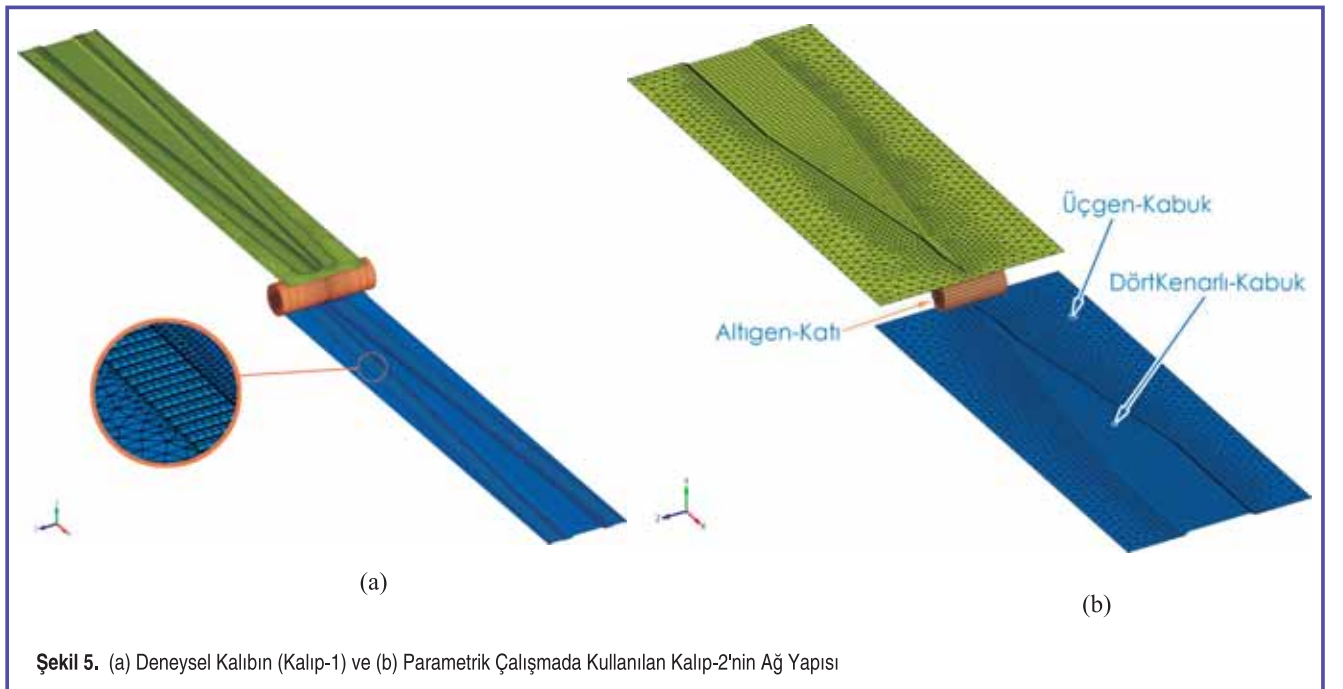 Üçgen-Kabuk
DörtKenarlı-Kabuk
Altıgen-Katı
(a)
(b)
Şekil 5. (a) Deneysel Kalıbın (Kalıp-1) ve (b) Parametrik Çalışmada Kullanılan Kalıp-2'nin Ağ Yapısı